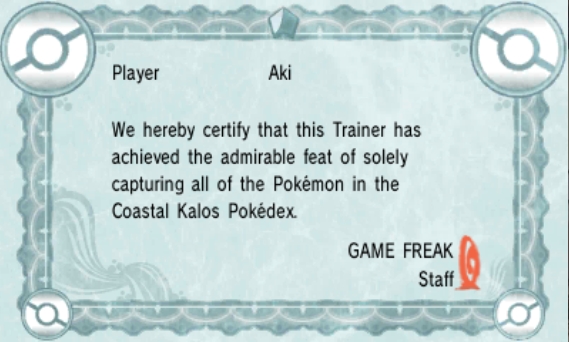 Player Aki
We hereby certify that this Trainer has
achieved the admirable feat of solely
capturing all of the Pokémon in the
Coastal Kalos Pokédex.
GAME FREAK
Staff